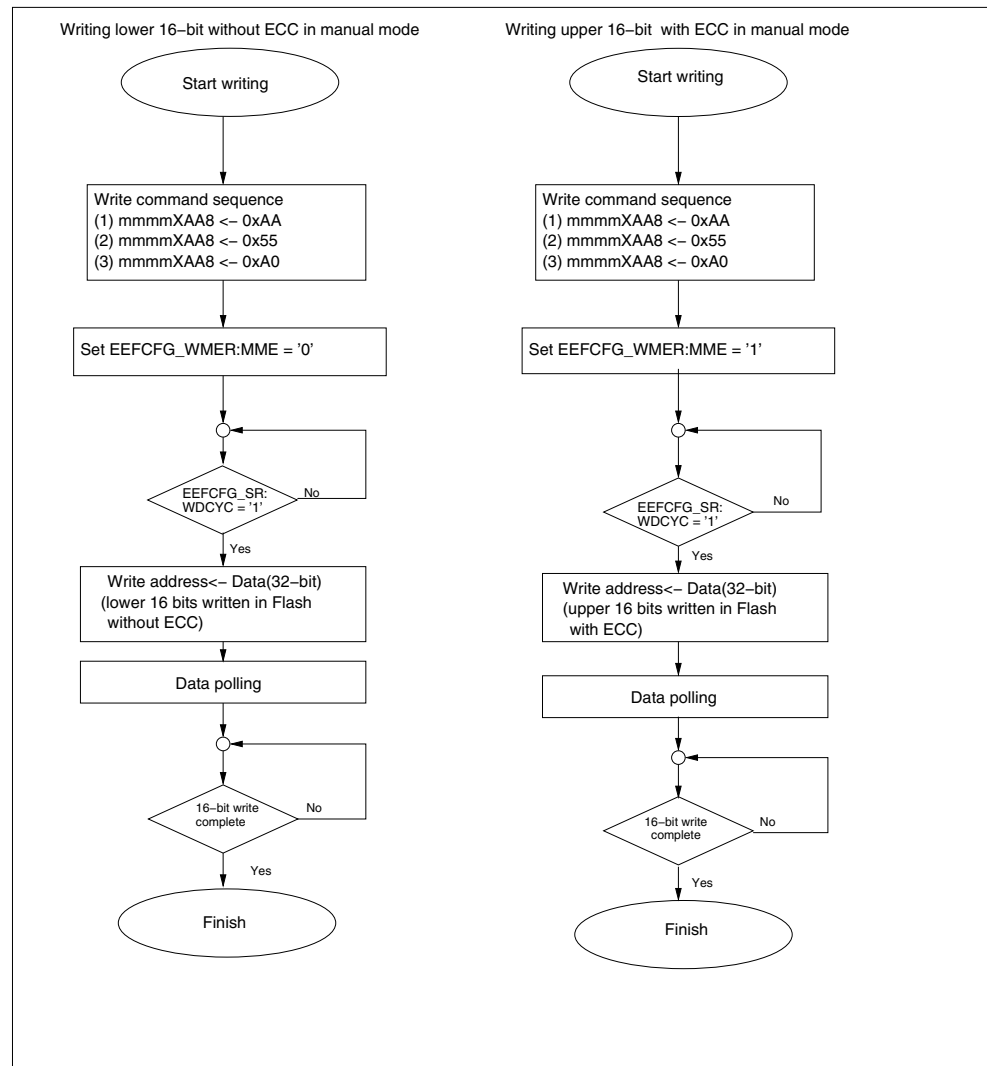 Writing lower 16−bit without ECC in manual mode
Start writing
Write command sequence
(1) mmmmXAA8 <− 0xAA
(2) mmmmXAA8 <− 0x55
(3) mmmmXAA8 <− 0xA0
Set EEFCFG_WMER:MME = '0'
EEFCFG_SR:
WDCYC = '1'
No
Yes
Write address<− Data(32−bit)
(lower 16 bits written in Flash
without ECC)
Data polling
16−bit write
complete
No
Yes
Finish
Writing upper 16−bit with ECC in manual mode
Start writing
Write command sequence
(1) mmmmXAA8 <− 0xAA
(2) mmmmXAA8 <− 0x55
(3) mmmmXAA8 <− 0xA0
Set EEFCFG_WMER:MME = '1'
EEFCFG_SR:
WDCYC = '1'
No
Yes
Write address<− Data(32−bit)
(upper 16 bits written in Flash
with ECC)
Data polling
16−bit write
complete
No
Yes
Finish